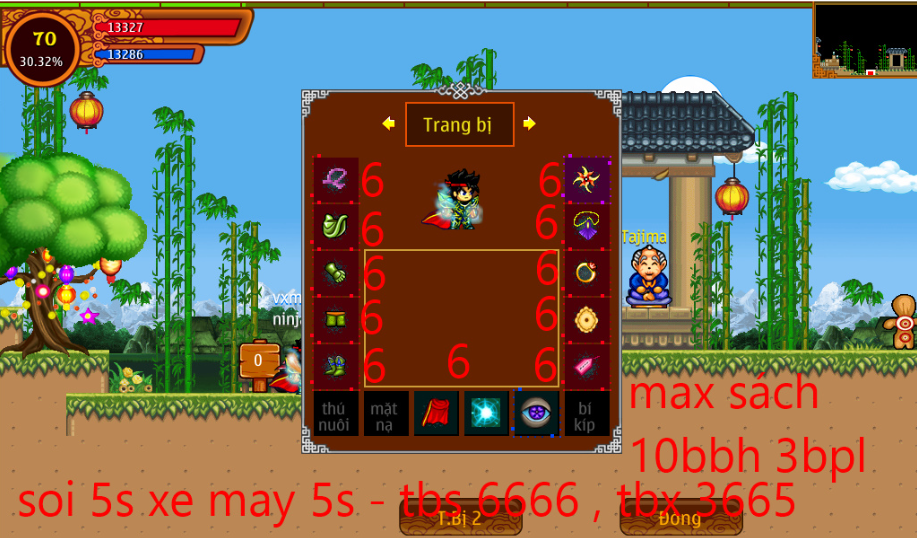 70
30.32%
13327
13286
Trang bị
6 6
6 6
6 6
6 6
6 6 6
Tajima
vxm
ninj
0
thú nuôi
mặt nạ
bí kíp
max sách
10bbh 3bpl
soi 5s xe may 5s - tbs 6666 , tbx 3665
T.Bị 2
Đóng